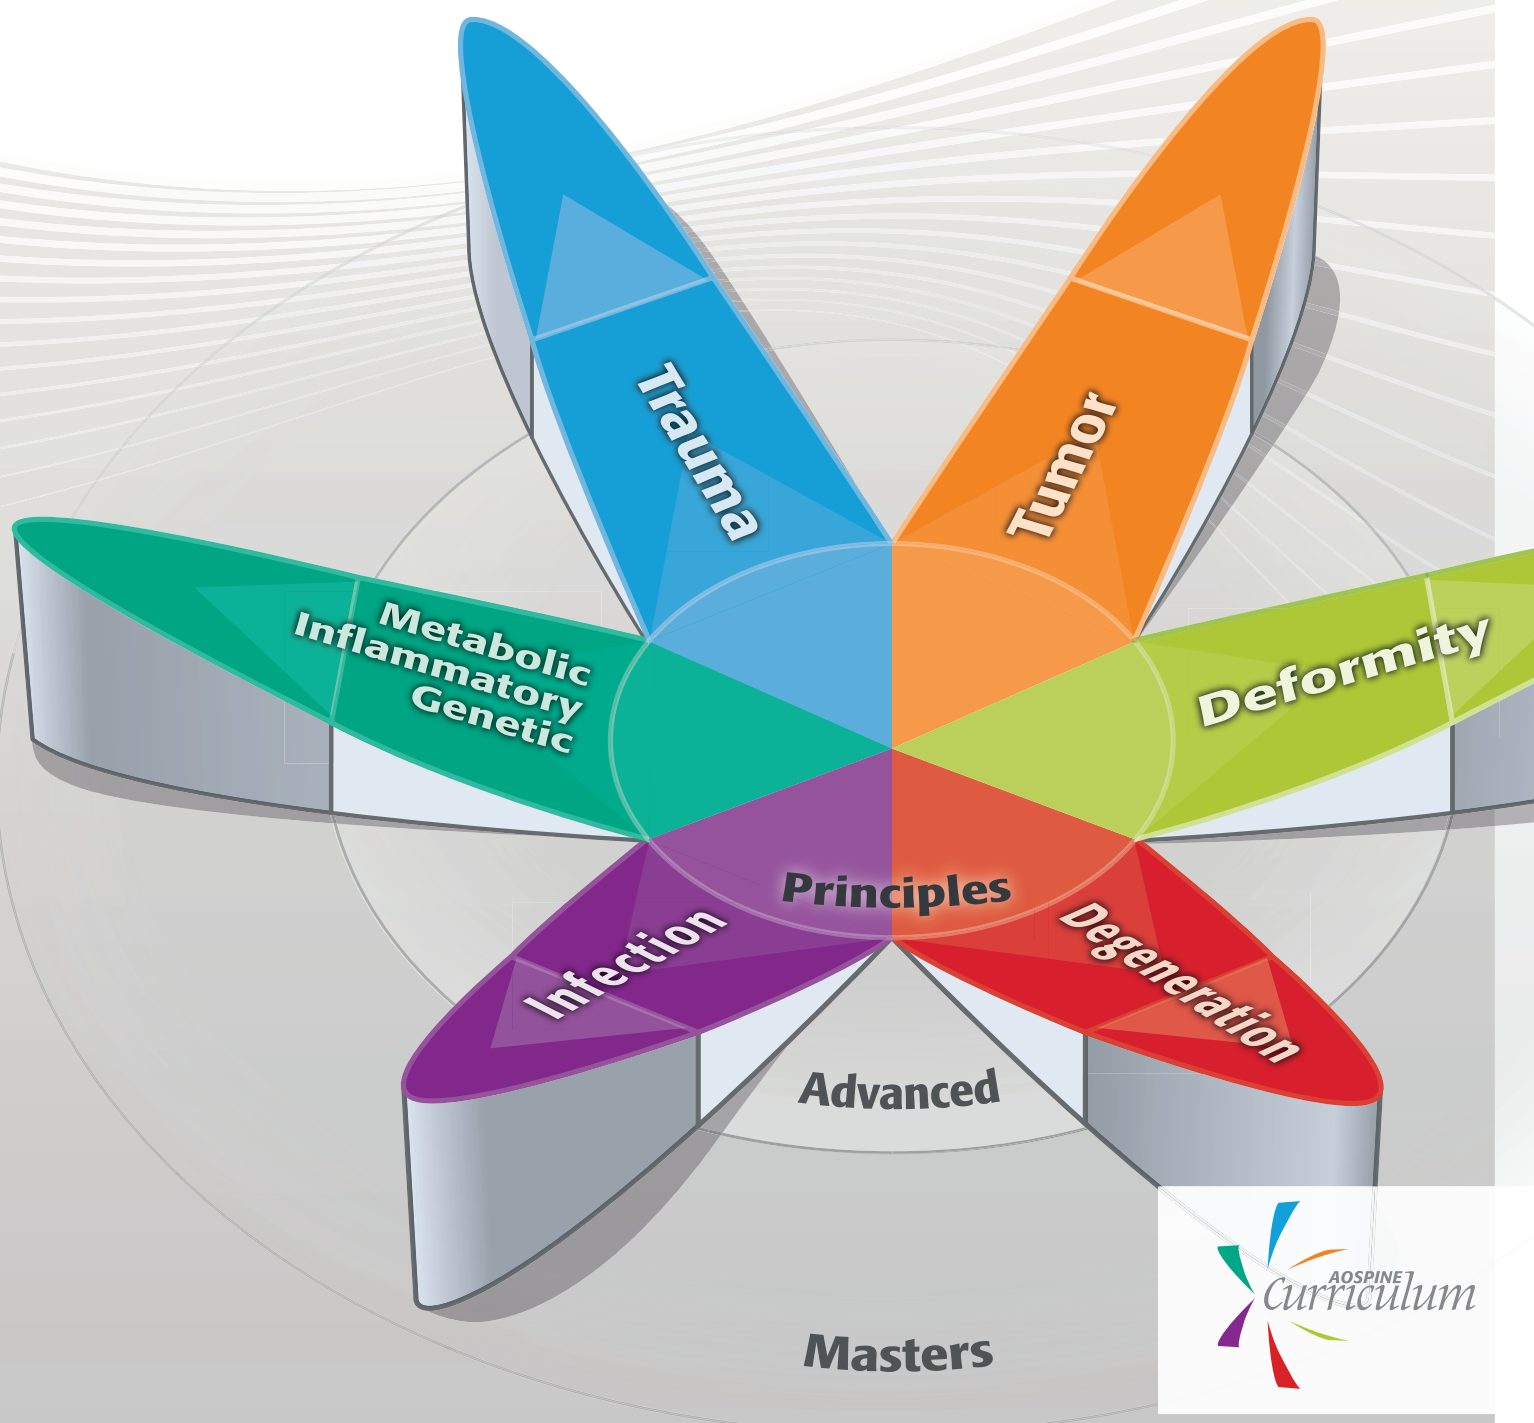 Trauma
Tumor
Metabolic
Inflammatory
Genetic
Deformity
Principles
Infection
Degeneration
Advanced
Masters
AOSPINE
Curriculum